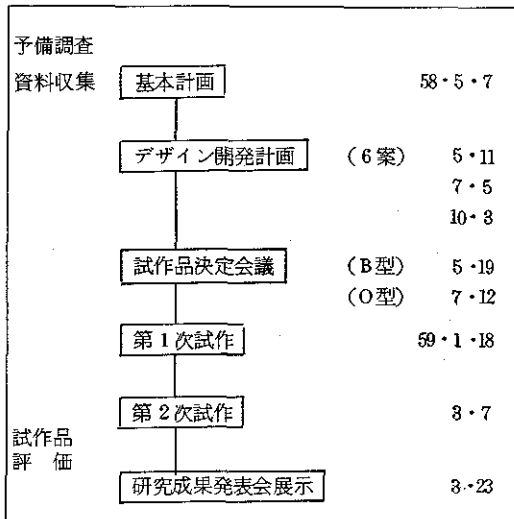 予備調査
資料収集 基本計画 58・5・7
デザイン開発計画 (6案) 5・11
7・5
10・3
試作品決定会議 (B型) 5・19
(O型) 7・12
第1次試作 59・1・18
第2次試作 3・7
試作品
評 価
研究成果発表会展示 3・23